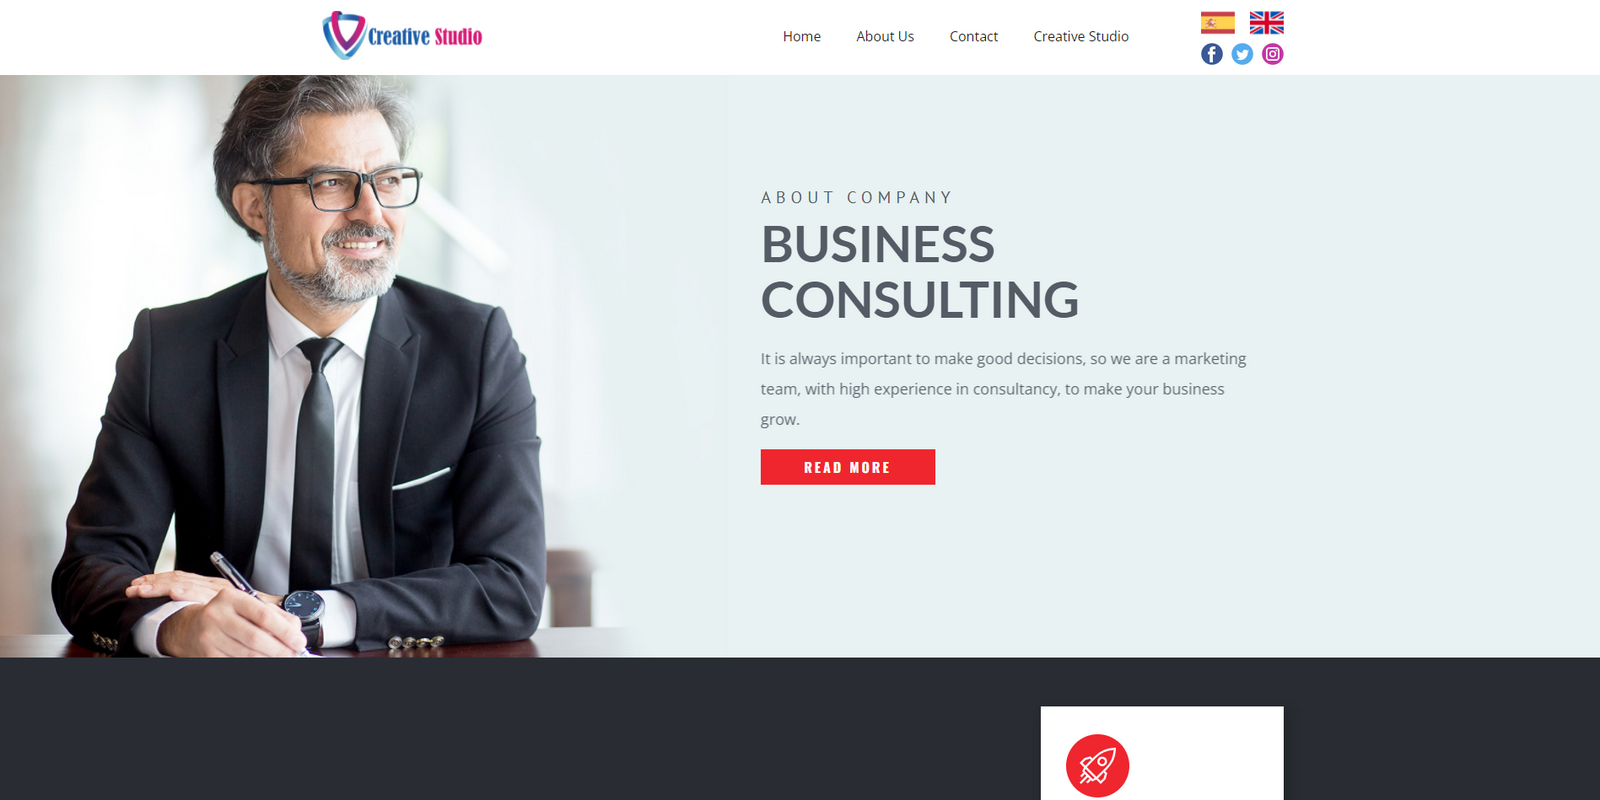 Creative Studio
Home
About Us
Contact
Creative Studio
ABOUT COMPANY
BUSINESS
CONSULTING
It is always important to make good decisions, so we are a marketing
team, with high experience in consultancy, to make your business
grow.
READ MORE